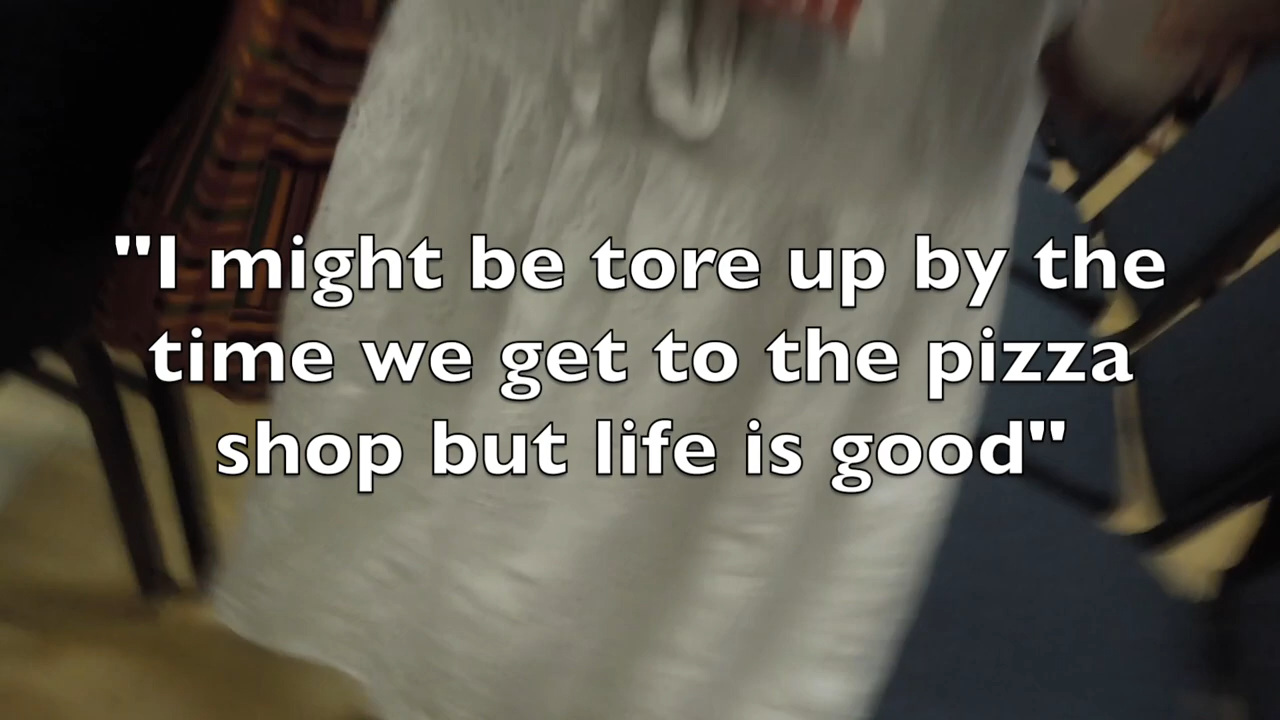 "I might be tore up by the
time we get to the pizza
shop but life is good"